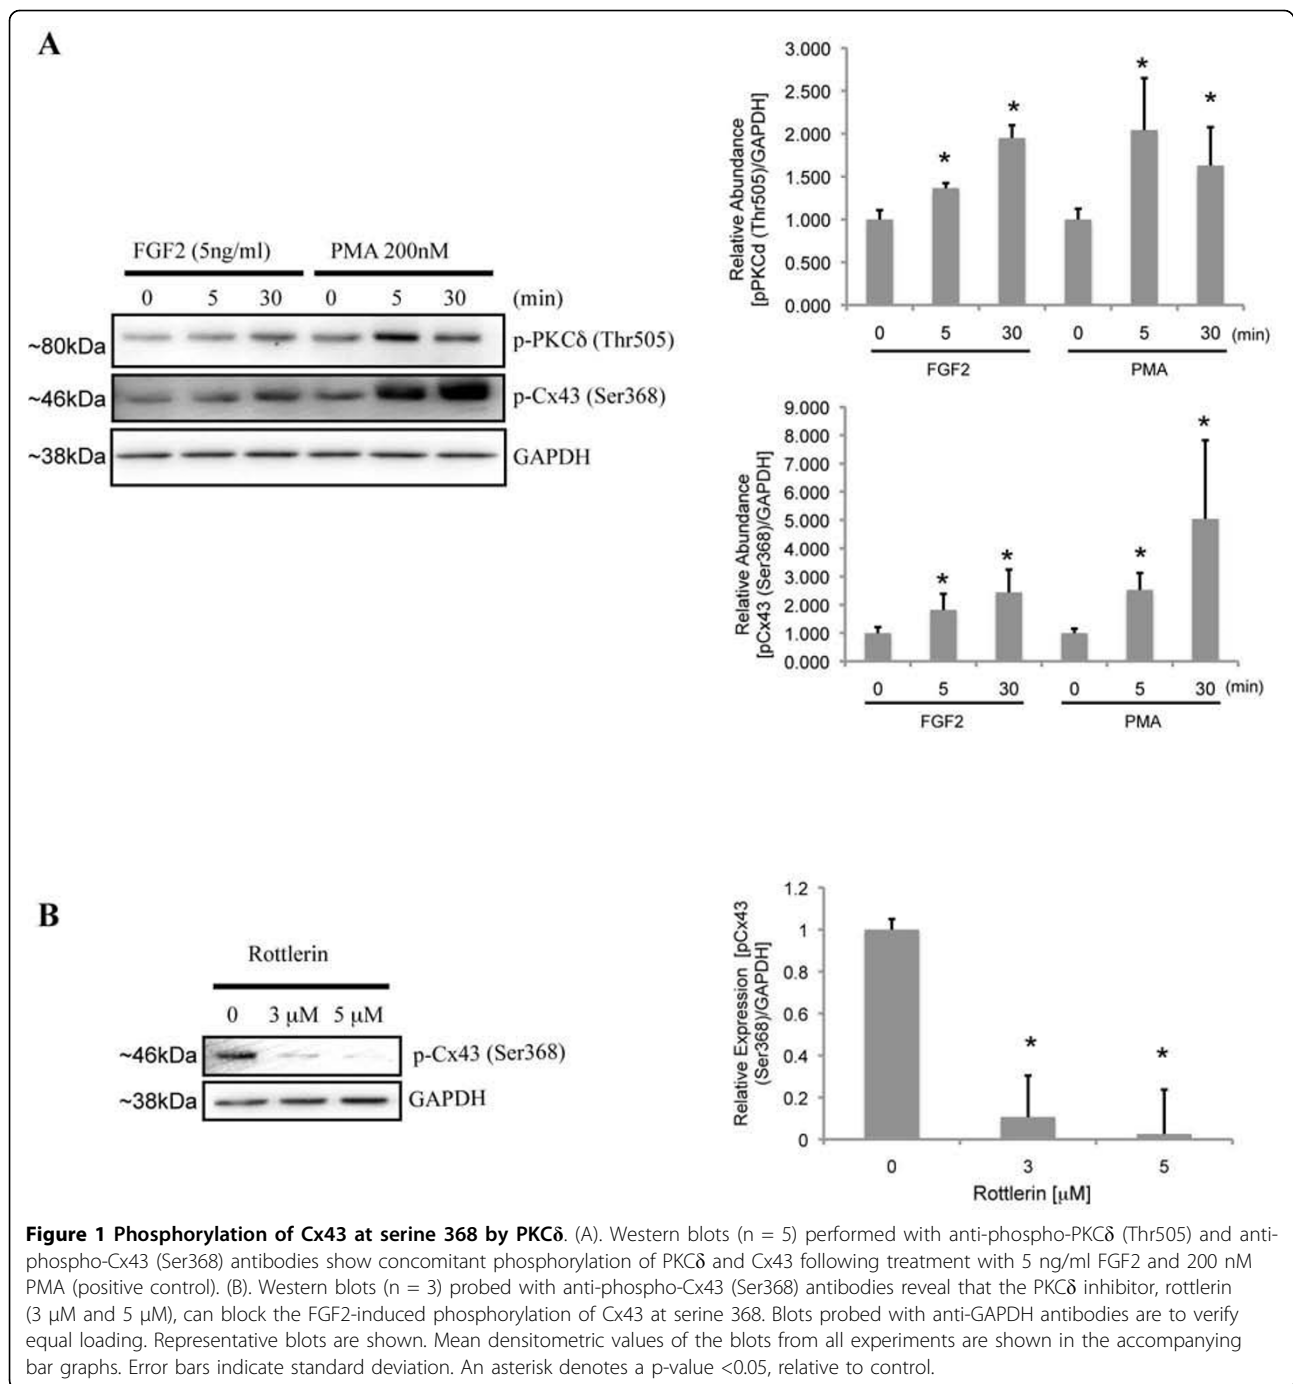 A
FGF2 (5ng/ml) PMA 200nM
0 5 30 0 5 30 (min)
~80kDa p-PKCδ (Thr505)
~46kDa p-Cx43 (Ser368)
~38kDa GAPDH
Relative Abundance
[pPKCd (Thr505)/GAPDH]
3.000
2.500
2.000
1.500
1.000
0.500
0.000
* * * *
0 5 30 0 5 30 (min)
FGF2 PMA
Relative Abundance
[pCx43 (Ser368)/GAPDH]
9.000
8.000
7.000
6.000
5.000
4.000
3.000
2.000
1.000
0.000
* * * *
0 5 30 0 5 30 (min)
FGF2 PMA
B
Rottlerin
0 3 μM 5 μM
~46kDa p-Cx43 (Ser368)
~38kDa GAPDH
Relative Expression [pCx43
(Ser368)/GAPDH]
1.2
1
0.8
0.6
0.4
0.2
0
* *
0 3 5
Rottlerin [μM]
Figure 1 Phosphorylation of Cx43 at serine 368 by PKCδ. (A). Western blots (n = 5) performed with anti-phospho-PKCδ (Thr505) and anti-
phospho-Cx43 (Ser368) antibodies show concomitant phosphorylation of PKCδ and Cx43 following treatment with 5 ng/ml FGF2 and 200 nM
PMA (positive control). (B). Western blots (n = 3) probed with anti-phospho-Cx43 (Ser368) antibodies reveal that the PKCδ inhibitor, rottlerin
(3 μM and 5 μM), can block the FGF2-induced phosphorylation of Cx43 at serine 368. Blots probed with anti-GAPDH antibodies are to verify
equal loading. Representative blots are shown. Mean densitometric values of the blots from all experiments are shown in the accompanying
bar graphs. Error bars indicate standard deviation. An asterisk denotes a p-value <0.05, relative to control.